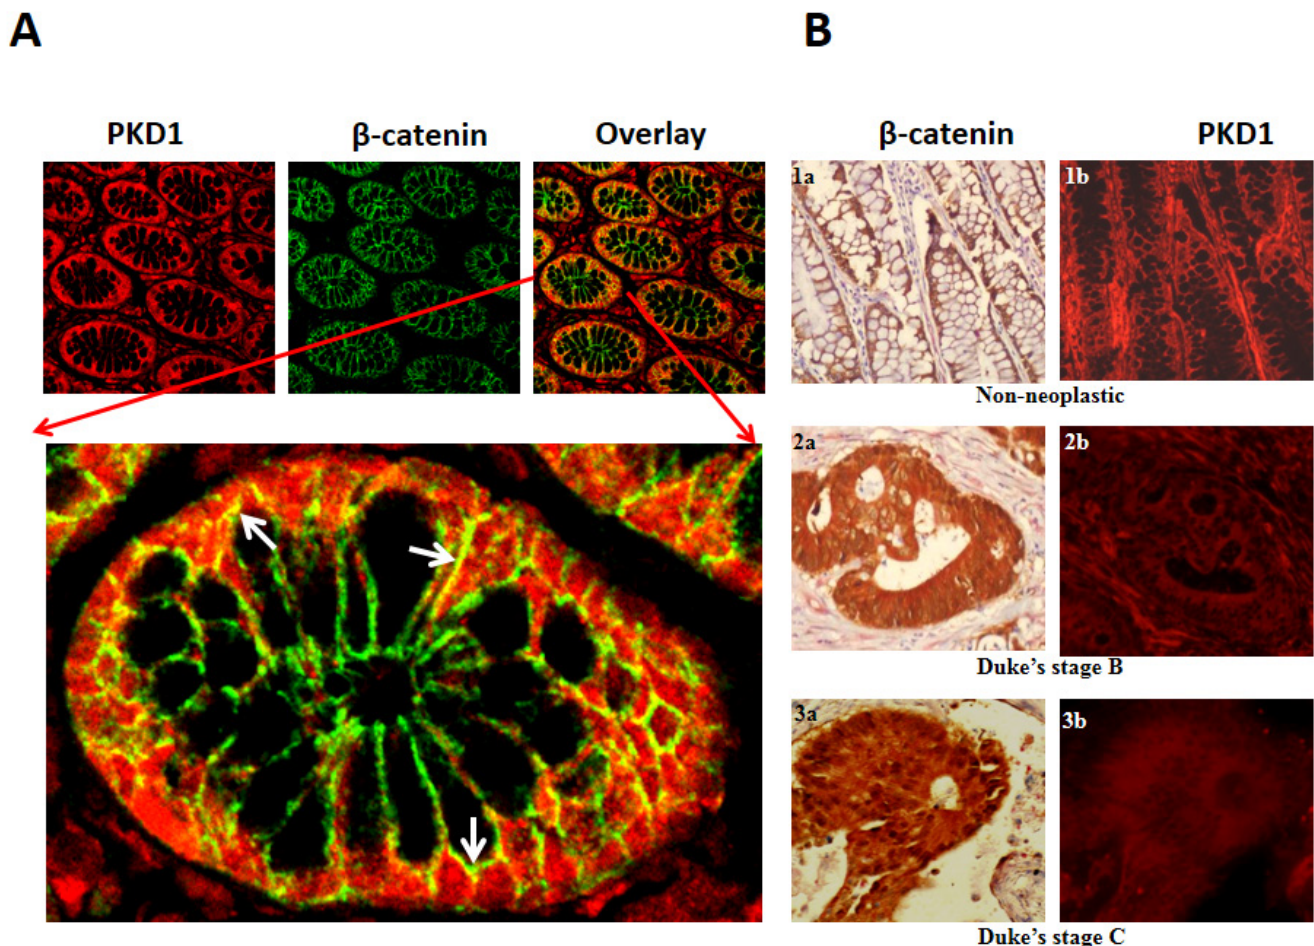 A
B
PKD1 β-catenin Overlay
β-catenin PKD1
1a 1b
Non-neoplastic
2a 2b
Duke’s stage B
3a 3b
Duke’s stage C